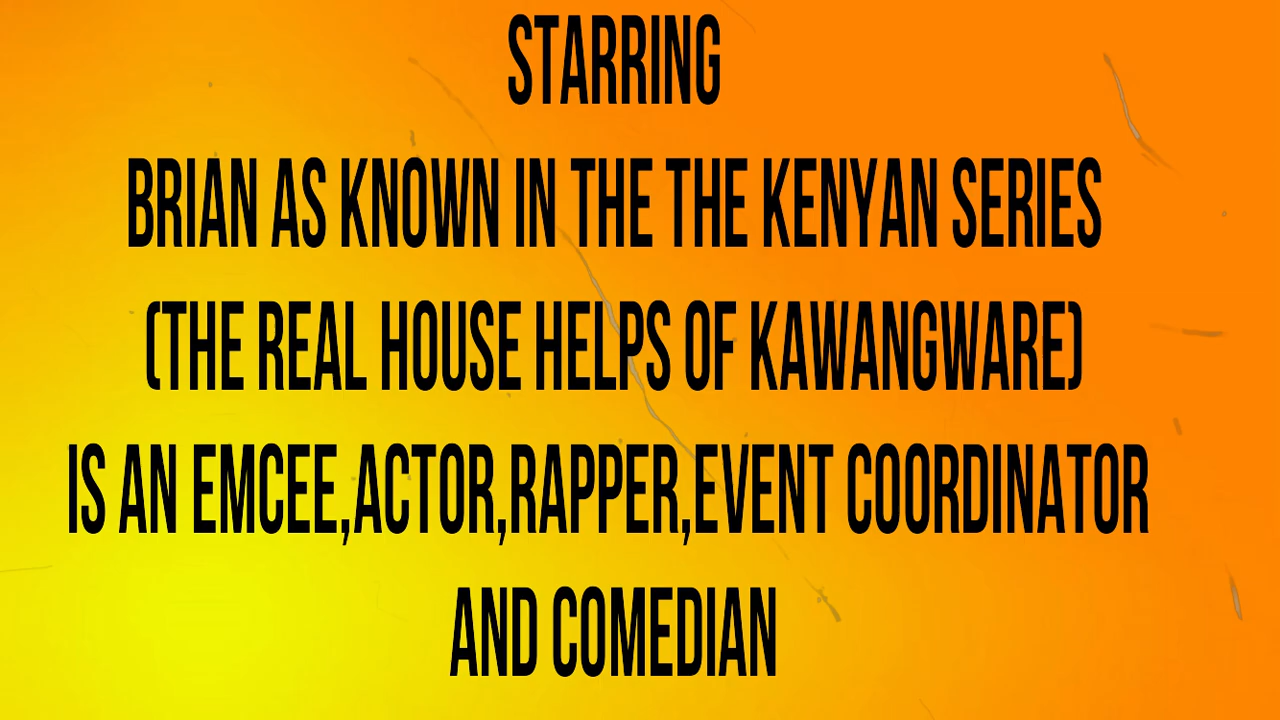 STARRING
BRIAN AS KNOWN IN THE THE KENYAN SERIES
(THE REAL HOUSE HELPS OF KAWANGWARE)
IS AN EMCEE,ACTOR,RAPPER,EVENT COORDINATOR
AND COMEDIAN